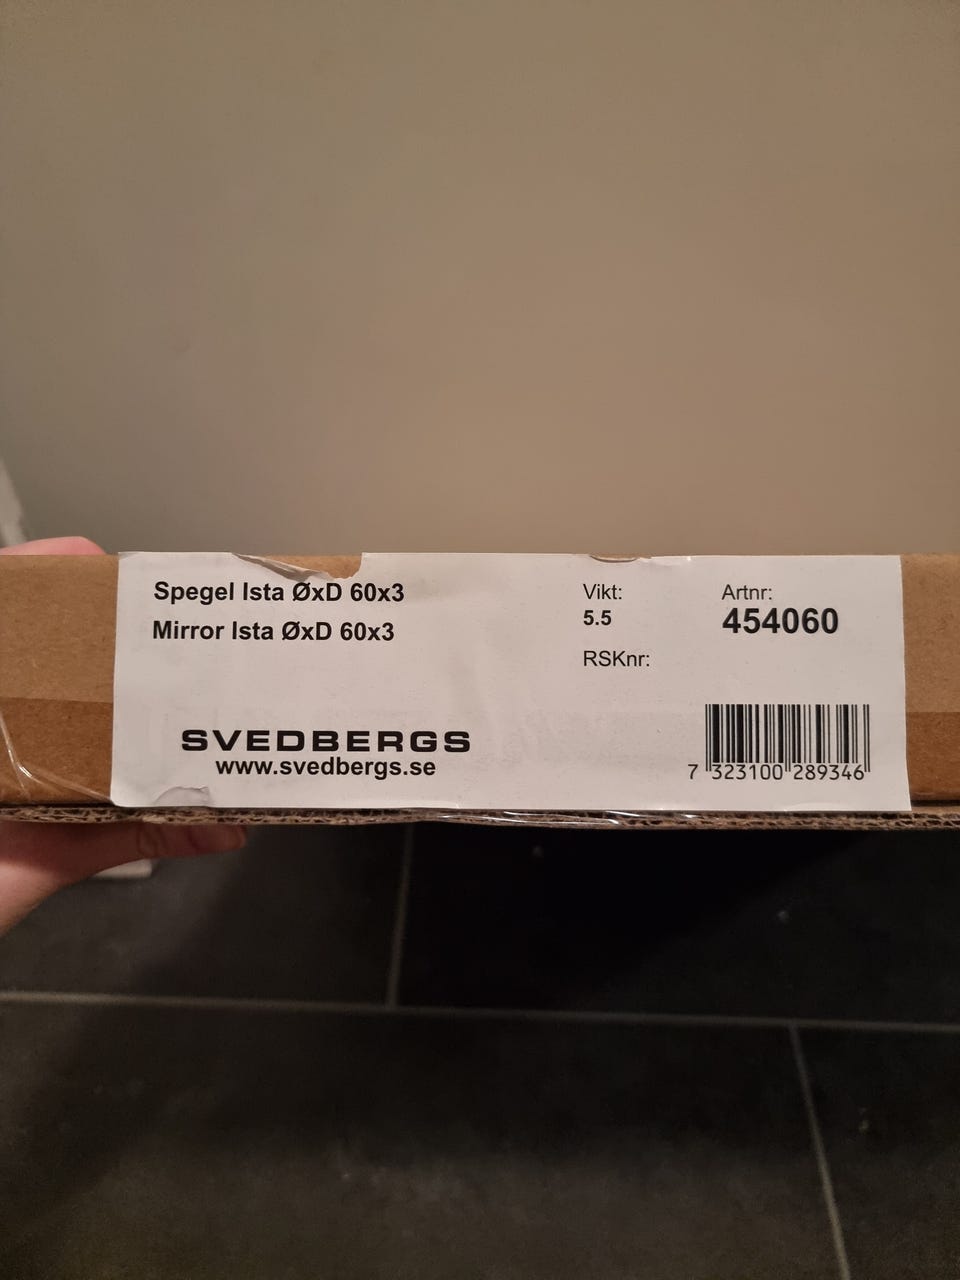 Spegel Ista ØxD 60x3
Mirror Ista ØxD 60x3
Vikt:
5.5
RSKnr:
Artnr:
454060
SVEDBERGS
www.svedbergs.se
7 323100 289346